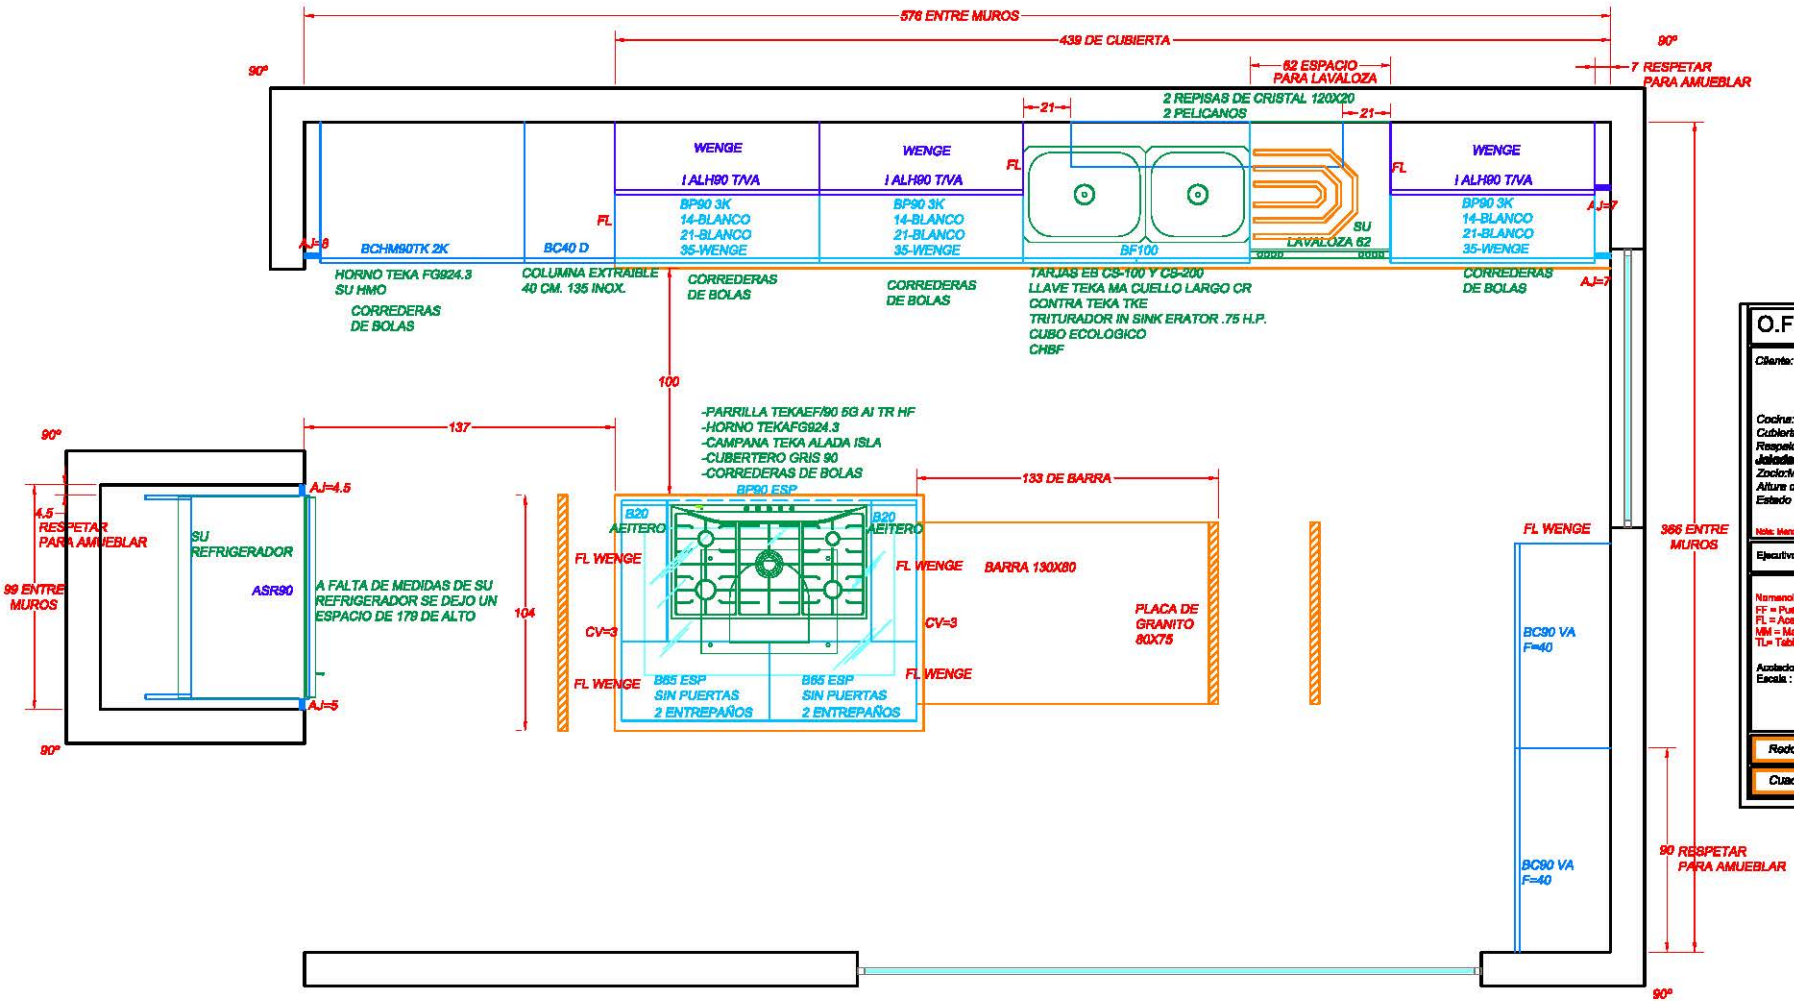 576 ENTRE MUROS
439 DE CUBIERTA
90°
90°
62 ESPACIO
PARA LAVALOZA
7 RESPETAR
PARA AMUEBLAR
2 REPISAS DE CRISTAL 120X20
2 PELICANOS
21
21
WENGE
I ALH90 T/VA
WENGE
I ALH90 T/VA
WENGE
I ALH90 T/VA
FL
FL
FL
BP90 3K
14-BLANCO
21-BLANCO
35-WENGE
BP90 3K
14-BLANCO
21-BLANCO
35-WENGE
BP90 3K
14-BLANCO
21-BLANCO
35-WENGE
AJ=7
SU
LAVALOZA 62
AJ=8
BCHM90TK 2K
BC40 D
BF100
AJ=7
HORNO TEKA FG924.3
SU HMO
CORREDERAS
DE BOLAS
COLUMNA EXTRAIBLE
40 CM. 135 INOX.
CORREDERAS
DE BOLAS
CORREDERAS
DE BOLAS
TARJAS EB CS-100 Y CB-200
LLAVE TEKA MA CUELLO LARGO CR
CONTRA TEKA TKE
TRITURADOR IN SINK ERATOR .75 H.P.
CUBO ECOLOGICO
CHBF
CORREDERAS
DE BOLAS
100
137
-PARRILLA TEKAEF/90 5G AI TR HF
-HORNO TEKAFG924.3
-CAMPANA TEKA ALADA ISLA
-CUBERTERO GRIS 90
-CORREDERAS DE BOLAS
BP90 ESP
133 DE BARRA
90°
AJ=4.5
4.5
RESPETAR
PARA AMUEBLAR
SU
REFRIGERADOR
ASR90
99 ENTRE
MUROS
A FALTA DE MEDIDAS DE SU
REFRIGERADOR SE DEJO UN
ESPACIO DE 179 DE ALTO
AJ=5
90°
104
B20
AEITERO
B20
AEITERO
FL WENGE
FL WENGE
CV=3
CV=3
FL WENGE
FL WENGE
B65 ESP
SIN PUERTAS
2 ENTREPAÑOS
B65 ESP
SIN PUERTAS
2 ENTREPAÑOS
BARRA 130X80
PLACA DE
GRANITO
80X75
FL WENGE
366 ENTRE
MUROS
BC90 VA
F=40
BC90 VA
F=40
90 RESPETAR
PARA AMUEBLAR
90°
O.F
Cliente:
Cocina:
Estado
Escala :